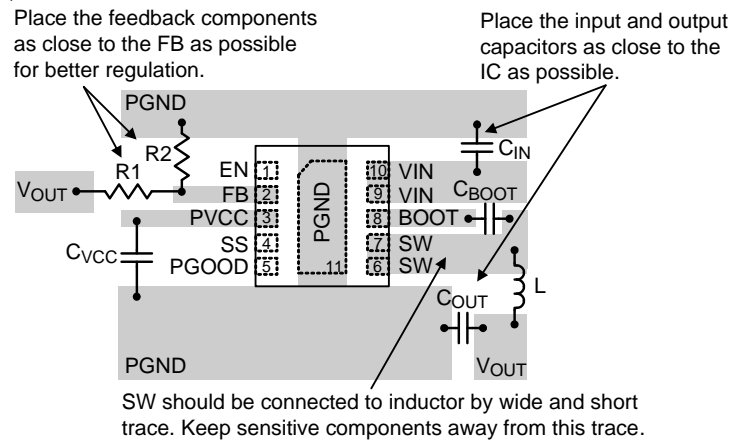 Place the feedback components
as close to the FB as possible
for better regulation.
Place the input and output
capacitors as close to the
IC as possible.
PGND
R2
R1
VOUT
CIN
EN 1
FB 2
PVCC 3
SS 4
PGOOD 5
PGND
11
10 VIN
9 VIN
8 BOOT
7 SW
6 SW
CBOOT
CVCC
L
COUT
PGND
VOUT
SW should be connected to inductor by wide and short
trace. Keep sensitive components away from this trace.